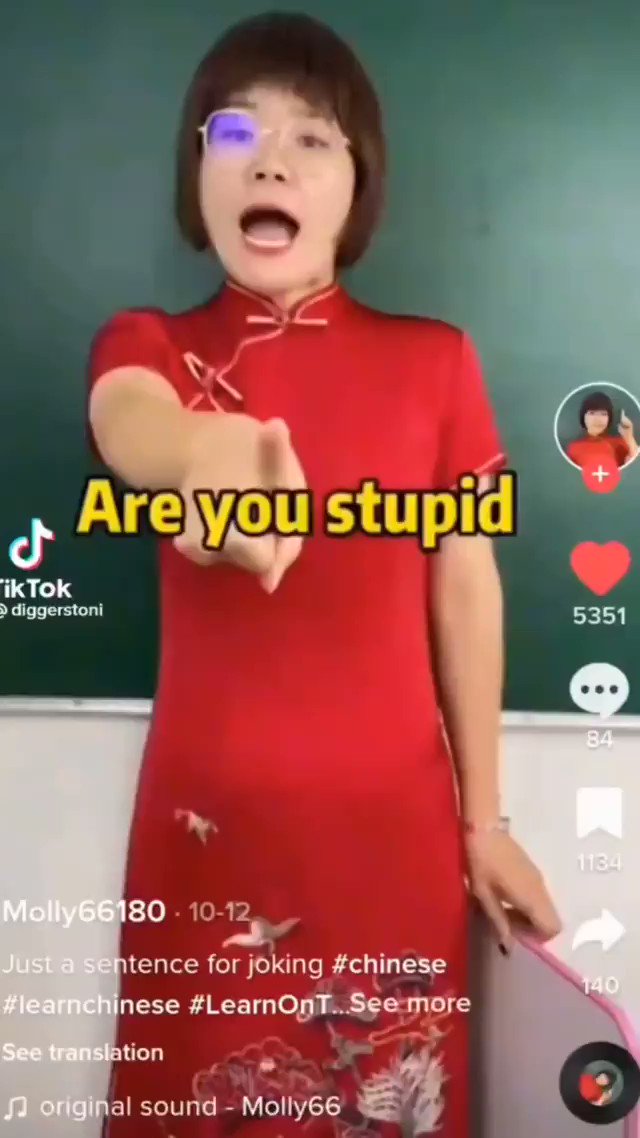 Are you stupid
TikTok
@ diggerstoni
5351
84
1134
140
Molly66180 · 10-12
Just a sentence for joking #chinese
#learnchinese #LearnOnT...See more
See translation
original sound - Molly66